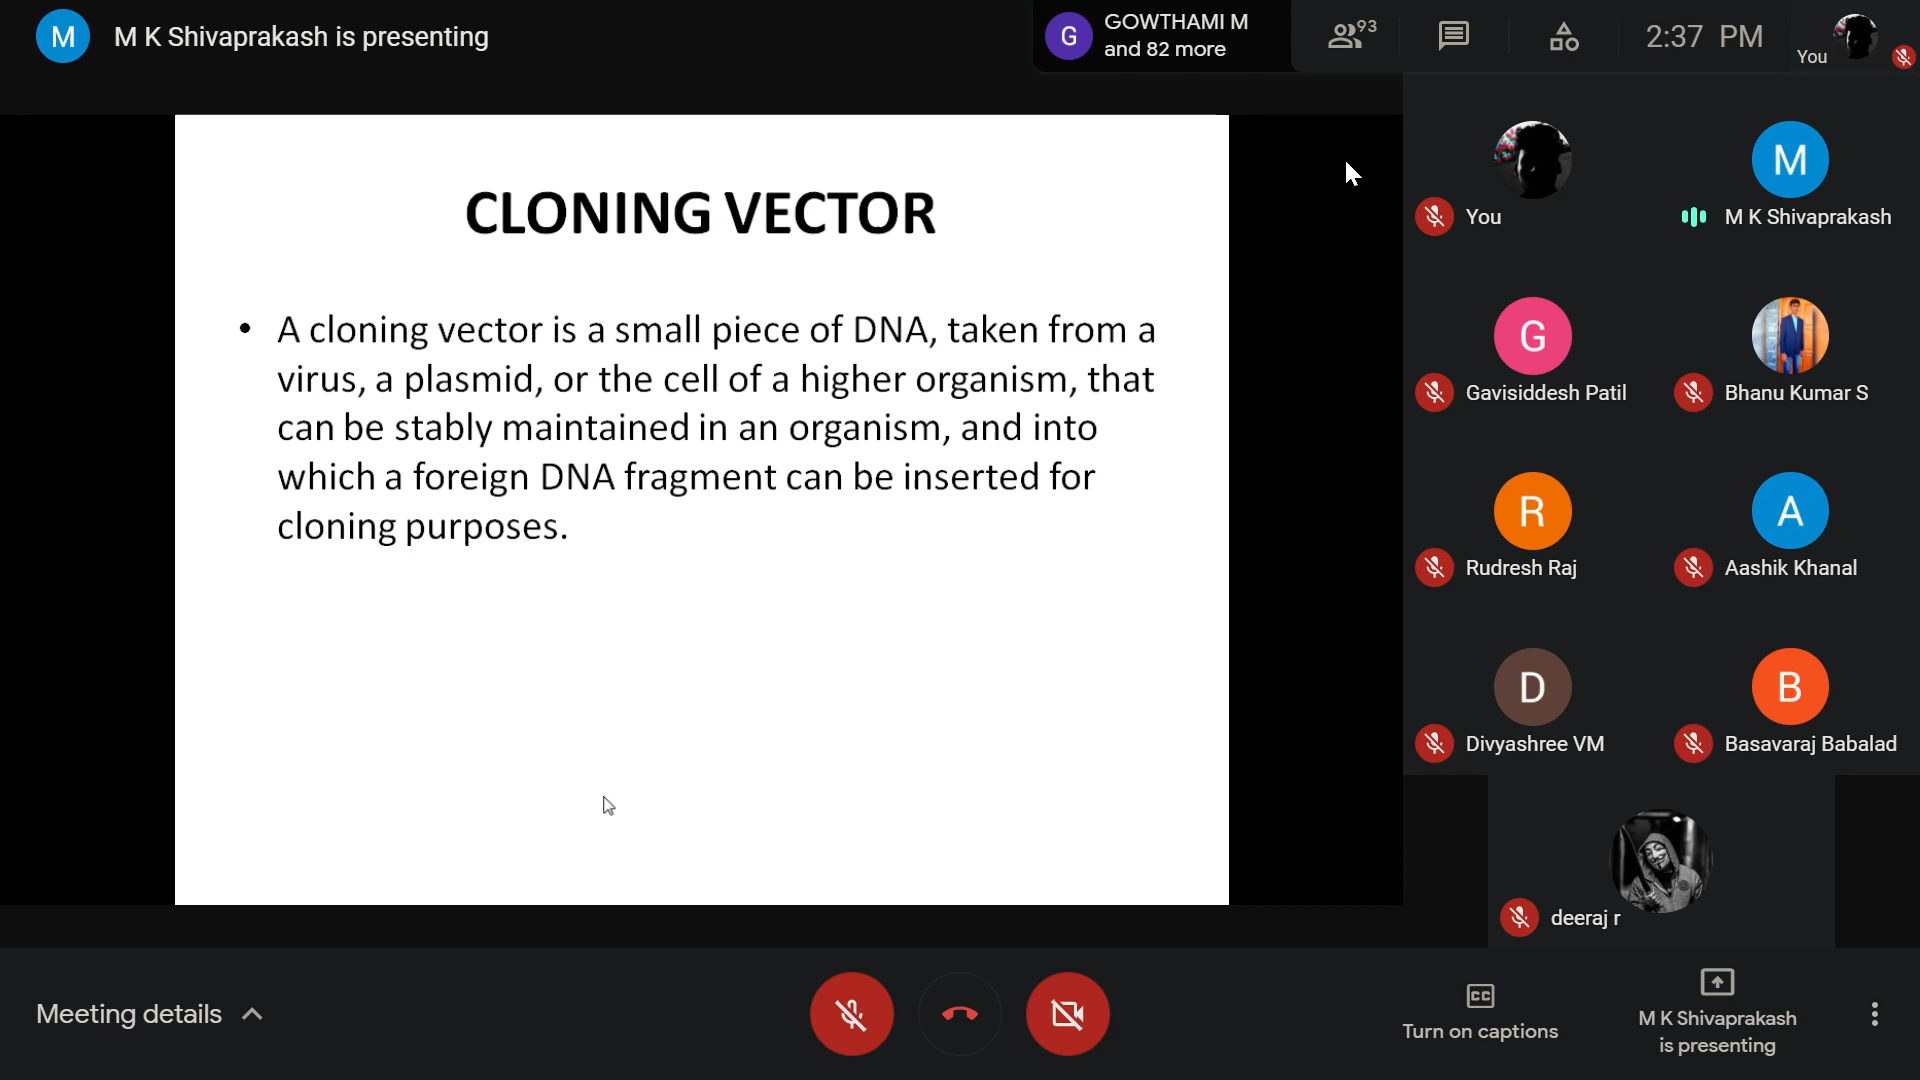 M
M K Shivaprakash is presenting
G
GOWTHAMI M
and 82 more
93
2:37 PM
You
CLONING VECTOR
• A cloning vector is a small piece of DNA, taken from a
virus, a plasmid, or the cell of a higher organism, that
can be stably maintained in an organism, and into
which a foreign DNA fragment can be inserted for
cloning purposes.
You
M
M K Shivaprakash
G
Gavisiddesh Patil
Bhanu Kumar S
R
Rudresh Raj
A
Aashik Khanal
D
Divyashree VM
B
Basavaraj Babalad
deeraj r
Meeting details
CC
Turn on captions
M K Shivaprakash
is presenting